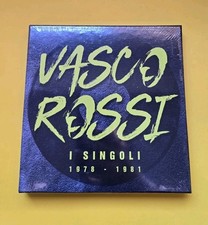 VASCO
ROSSI
I SINGOLI
1978 - 1981